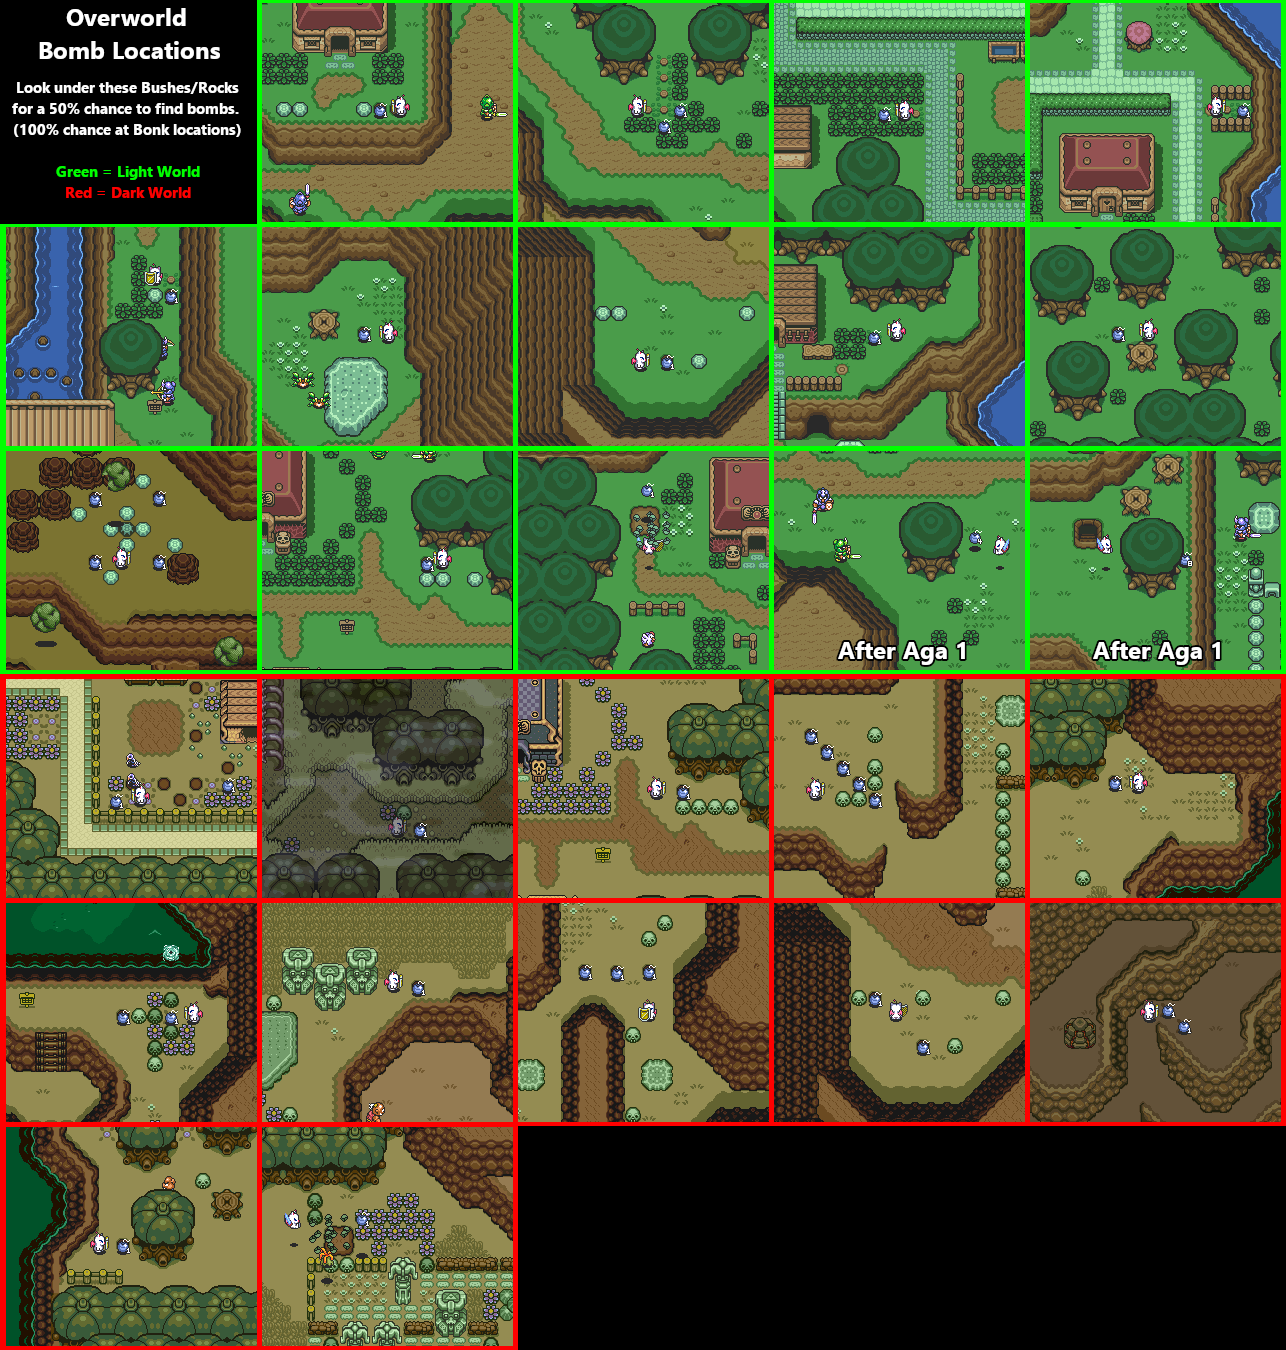 Overworld
Bomb Locations
Look under these Bushes/Rocks
for a 50% chance to find bombs.
(100% chance at Bonk locations)
Green = Light World
Red = Dark World
After Aga 1
After Aga 1